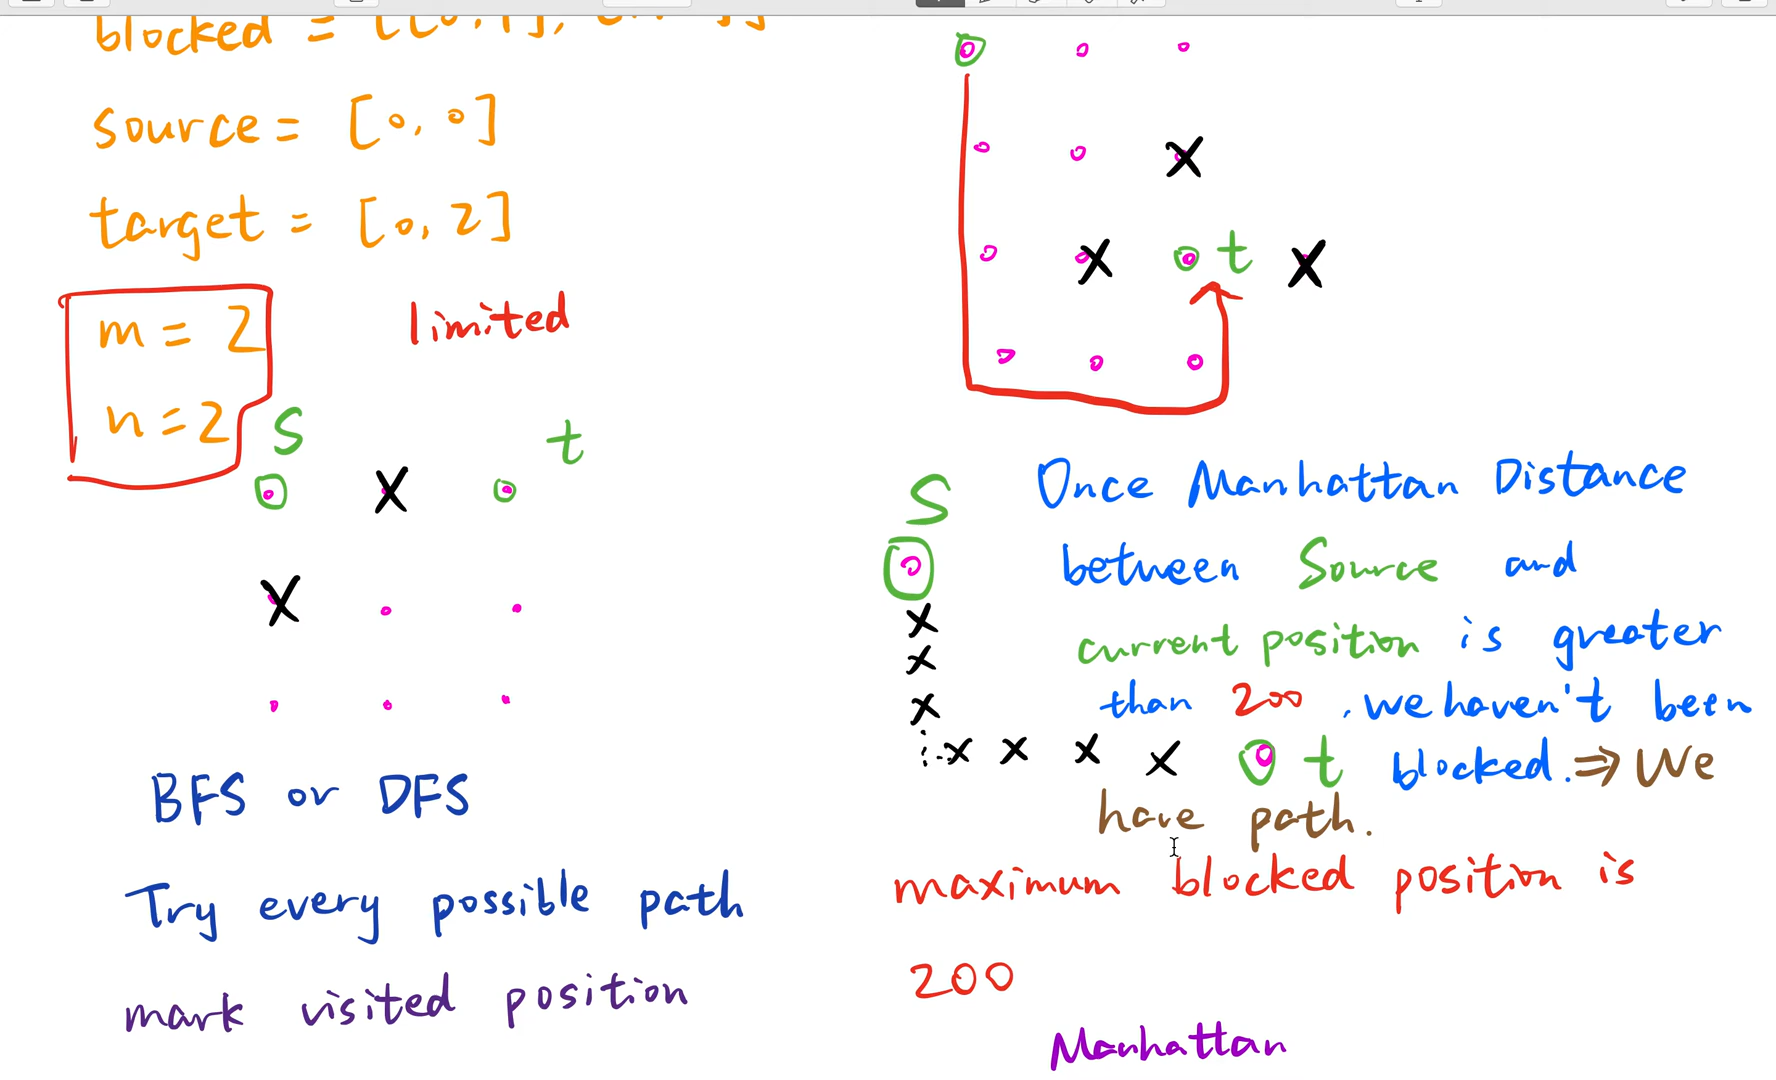 blocked =
source = [0, 0]
target = [0, 2]
m = 2
limited
n = 2
S
t
BFS or DFS
Try every possible path
mark visited position
t
S
Once Manhattan Distance
between Source and
current position is greater
than 200, we haven't been
t
blocked. ⇒ We
have path.
maximum blocked position is
200
Manhattan